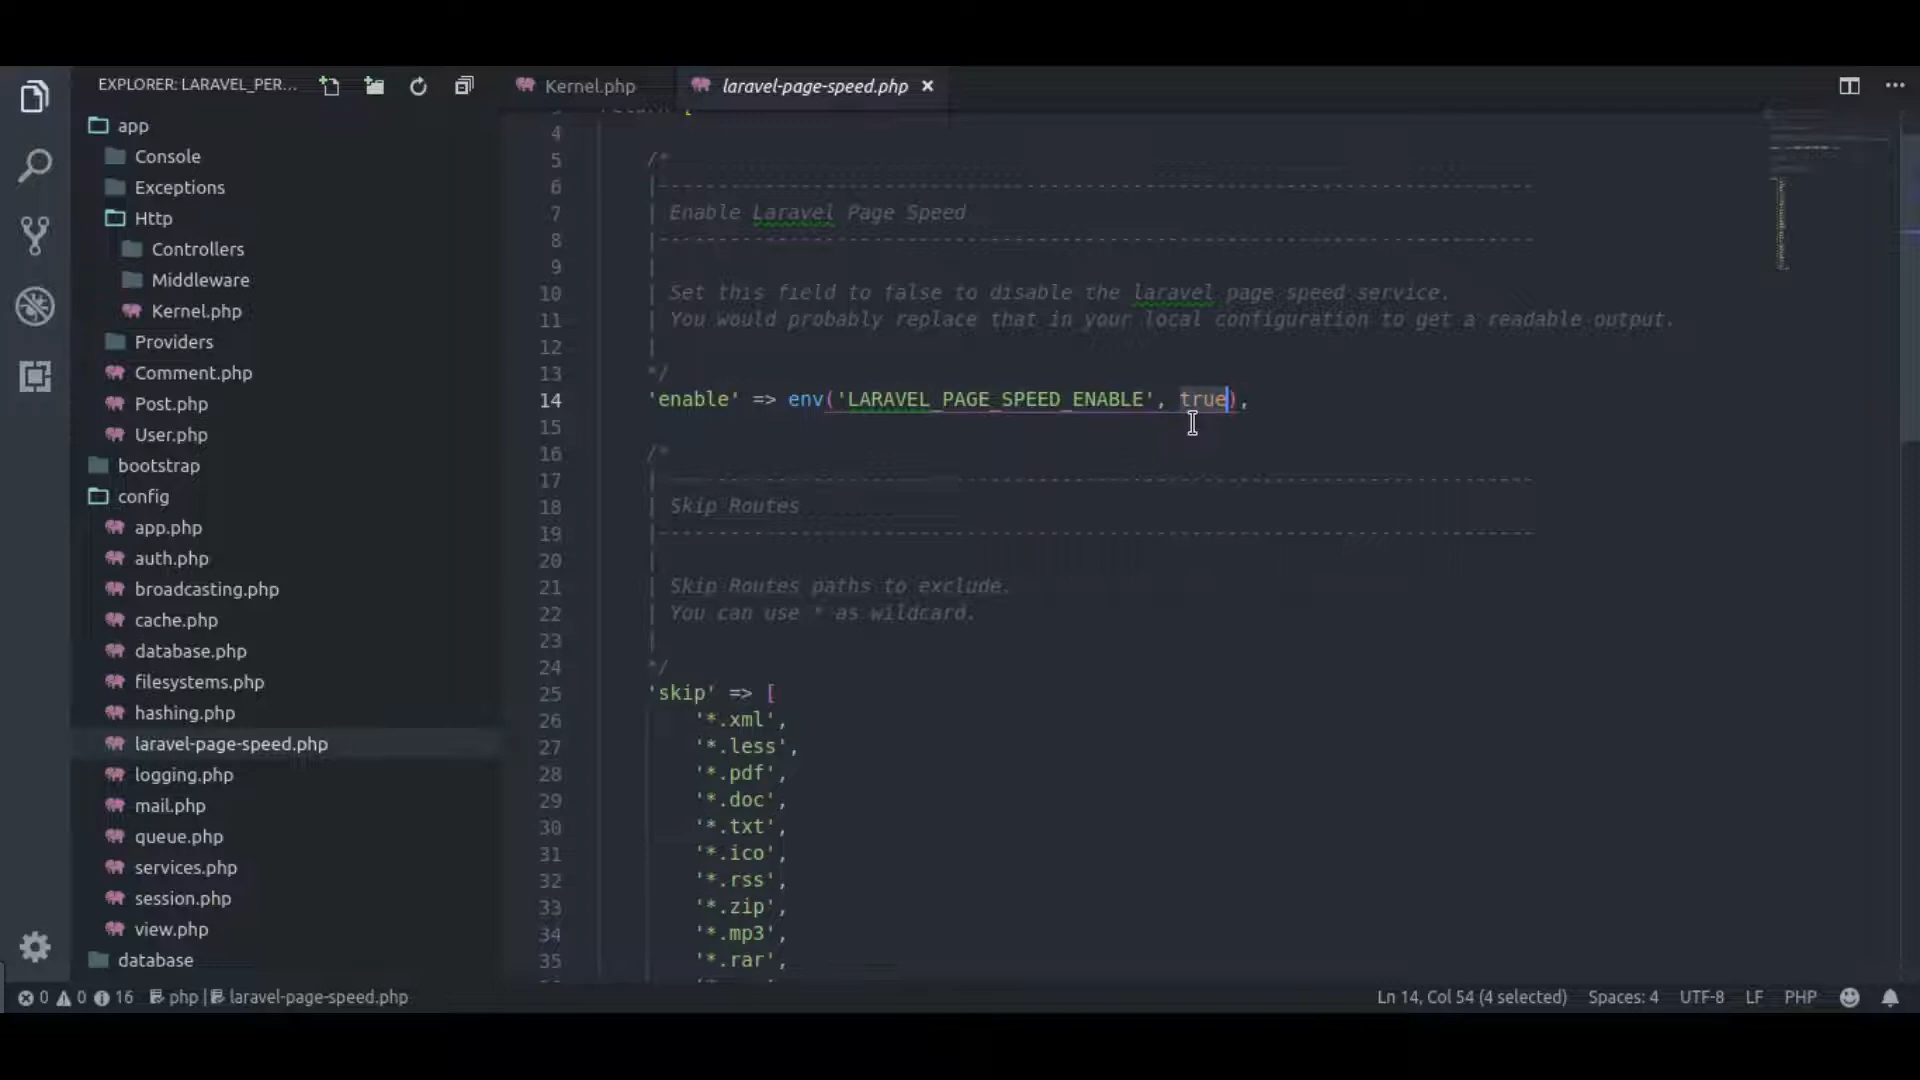 EXPLORER: LARAVEL_PER...
app
Console
Exceptions
Http
Controllers
Middleware
Kernel.php
Providers
Comment.php
Post.php
User.php
bootstrap
config
app.php
auth.php
broadcasting.php
cache.php
database.php
filesystems.php
hashing.php
laravel-page-speed.php
logging.php
mail.php
queue.php
services.php
session.php
view.php
database
Kernel.php
laravel-page-speed.php
4
5 /*
6 |--------------------------------------------------------------------------
7 | Enable Laravel Page Speed
8 |--------------------------------------------------------------------------
9 |
10 | Set this field to false to disable the laravel page speed service.
11 | You would probably replace that in your local configuration to get a readable output.
12 |
13 */
14 'enable' => env('LARAVEL_PAGE_SPEED_ENABLE', true),
15
16 /*
17 |--------------------------------------------------------------------------
18 | Skip Routes
19 |--------------------------------------------------------------------------
20 |
21 | Skip Routes paths to exclude.
22 | You can use * as wildcard.
23 |
24 */
25 'skip' => [
26 '*.xml',
27 '*.less',
28 '*.pdf',
29 '*.doc',
30 '*.txt',
31 '*.ico',
32 '*.rss',
33 '*.zip',
34 '*.mp3',
35 '*.rar',
0 0 16 php | laravel-page-speed.php
Ln 14, Col 54 (4 selected) Spaces: 4 UTF-8 LF PHP